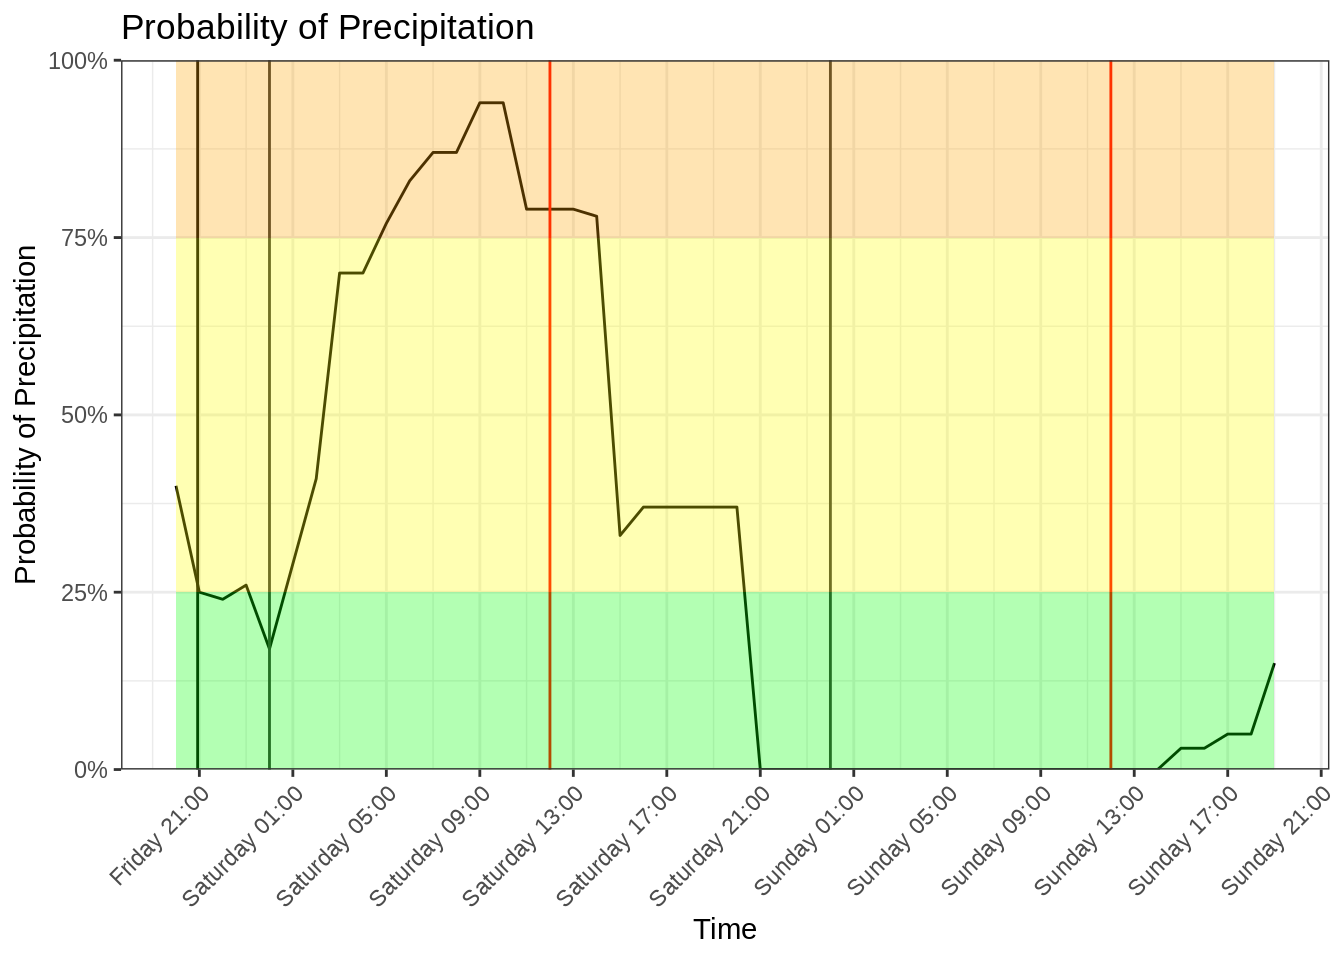 Probability of Precipitation
100%
75%
50%
25%
0%
Probability of Precipitation
Friday 21:00
Saturday 01:00
Saturday 05:00
Saturday 09:00
Saturday 13:00
Saturday 17:00
Saturday 21:00
Sunday 01:00
Sunday 05:00
Sunday 09:00
Sunday 13:00
Sunday 17:00
Sunday 21:00
Time